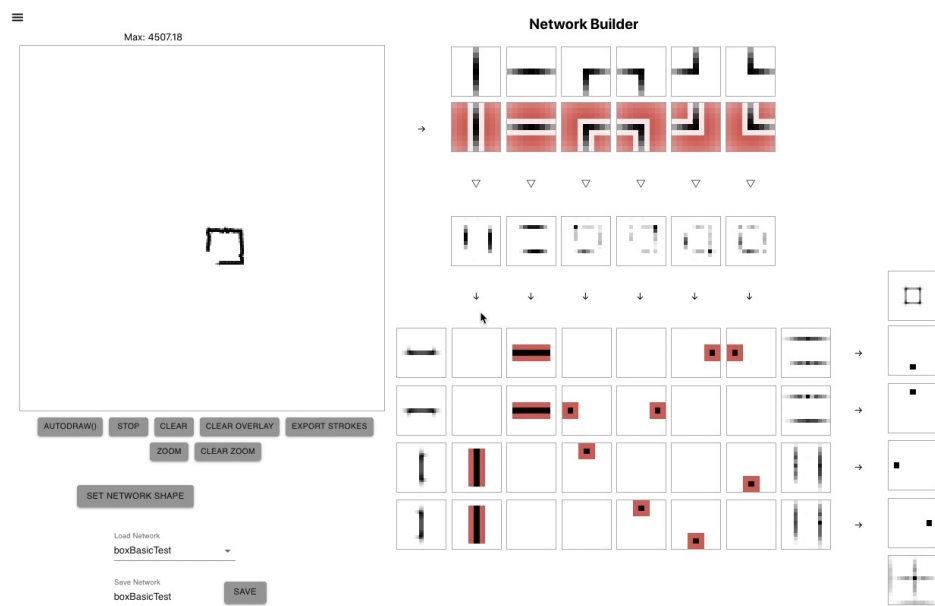 Network Builder
Max: 4507.18
AUTODRAW()
STOP
CLEAR
CLEAR OVERLAY
EXPORT STROKES
ZOOM
CLEAR ZOOM
SET NETWORK SHAPE
Load Network
boxBasicTest
Save Network
boxBasicTest
SAVE